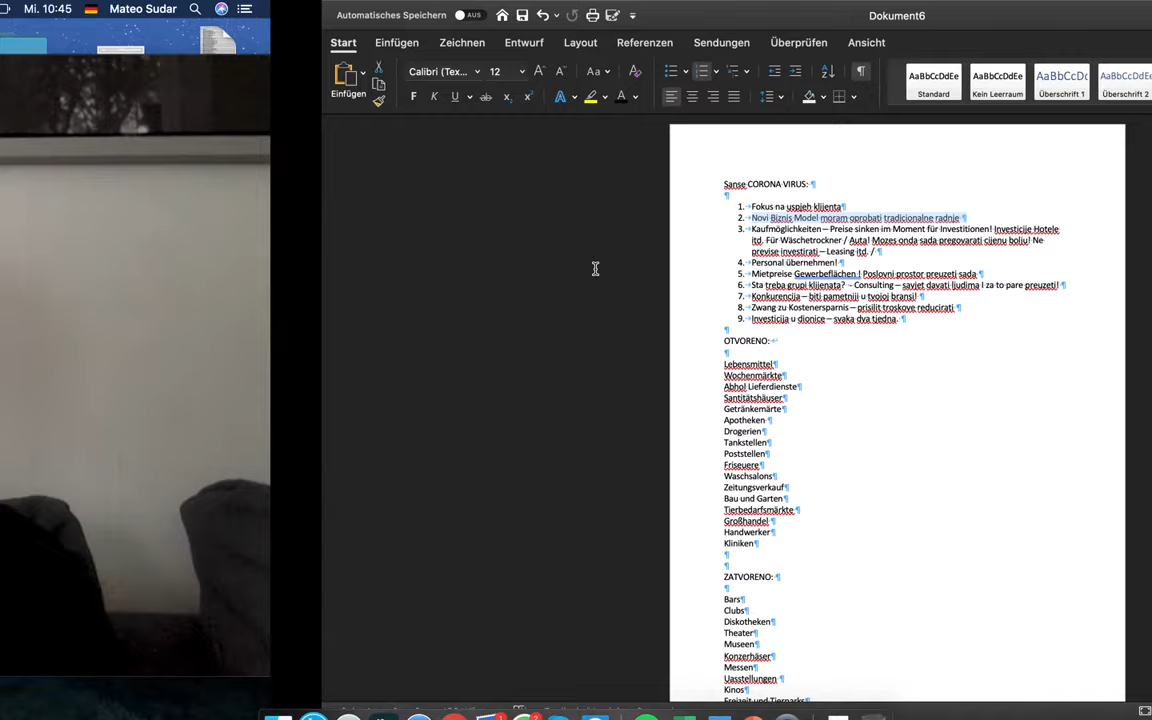 Mi. 10:45 Mateo Sudar
Automatisches Speichern AUS
Dokument6
Start Einfügen Zeichnen Entwurf Layout Referenzen Sendungen Überprüfen Ansicht
Einfügen
Calibri (Tex... 12
AaBbCcDdEe AaBbCcDdEe AaBbCcDc AaBbCcDdEe
Standard Kein Leerraum Überschrift 1 Überschrift 2
Sanse CORONA VIRUS:
1. Fokus na uspjeh klijenta
2. Novi Biznis Model moram oprobati tradicionalne radnje
3. Kaufmöglichkeiten – Preise sinken im Moment für Investitionen! Investicije Hotele
itd. Für Wäschetrockner / Auta! Mozes onda sada pregovarati cijenu bolju! Ne
previse investirati – Leasing itd. /
4. Personal übernehmen!
5. Mietpreise Gewerbeflächen ! Poslovni prostor preuzeti sada
6. Sta treba grupi klijenata? – Consulting – savjet davati ljudima I za to pare preuzeti!
7. Konkurencija – biti pametniji u tvojoj bransi!
8. Zwang zu Kostenersparnis – prisilit troskove reducirati
9. Investicija u dionice – svaka dva tjedna.
OTVORENO:
Lebensmittel
Wochenmärkte
Abhol Lieferdienste
Santitätshäuser
Getränkemärte
Apotheken
Drogerien
Tankstellen
Poststellen
Friseuere
Waschsalons
Zeitungsverkauf
Bau und Garten
Tierbedarfsmärkte
Großhandel
Handwerker
Kliniken
ZATVORENO:
Bars
Clubs
Diskotheken
Theater
Museen
Konzerhäser
Messen
Uasstellungen
Kinos
Freizeit und Tierparks